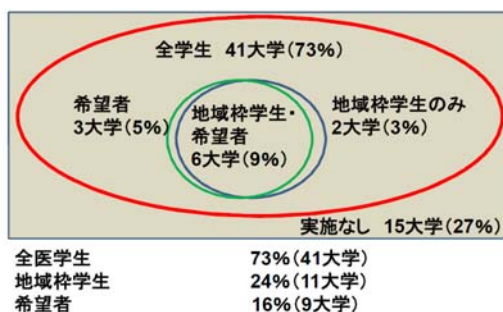 全学生 41大学(73%)
希望者
3大学(5%)
地域枠学生・
希望者
6大学(9%)
地域枠学生のみ
2大学(3%)
実施なし 15大学(27%)
全医学生 73%(41大学)
地域枠学生 24%(11大学)
希望者 16%(9大学)